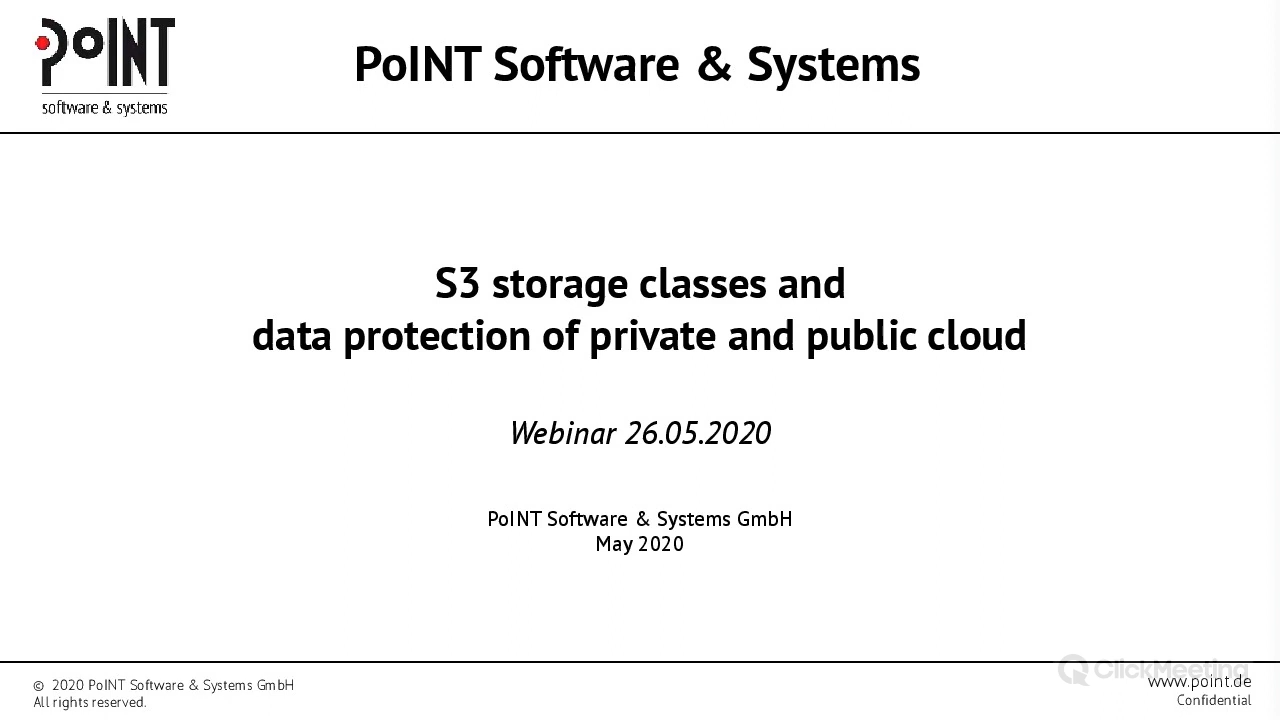 PoINT
software & systems
PoINT Software & Systems
S3 storage classes and
data protection of private and public cloud
Webinar 26.05.2020
PoINT Software & Systems GmbH
May 2020
© 2020 PoINT Software & Systems GmbH
All rights reserved.
ClickMeeting
www.point.de
Confidential